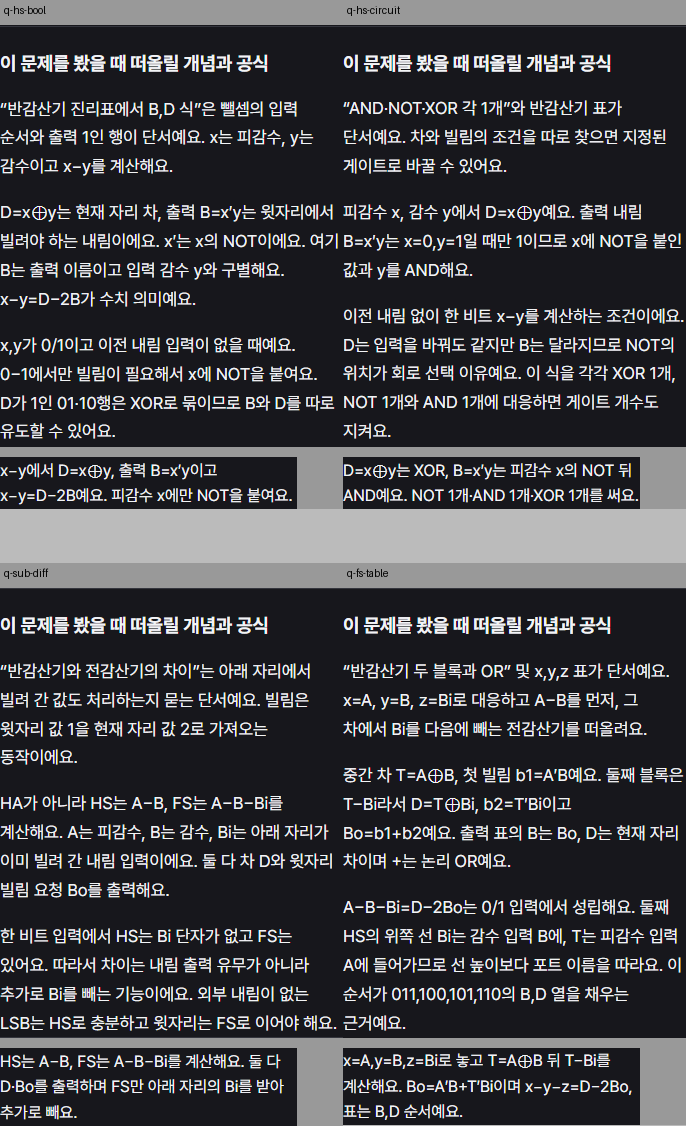 q-hs-bool
이 문제를 봤을 때 떠올릴 개념과 공식
“반감산기 진리표에서 B,D 식”은 뺄셈의 입력
순서와 출력 1인 행이 단서예요. x는 피감수, y는
감수이고 x−y를 계산해요.
D=x⊕y는 현재 자리 차, 출력 B=x′y는 윗자리에서
빌려야 하는 내림이에요. x′는 x의 NOT이에요. 여기
B는 출력 이름이고 입력 감수 y와 구별해요.
x−y=D−2B가 수치 의미예요.
x,y가 0/1이고 이전 내림 입력이 없을 때예요.
0−1에서만 빌림이 필요해서 x에 NOT을 붙여요.
D가 1인 01·10행은 XOR로 묶이므로 B와 D를 따로
유도할 수 있어요.
x−y에서 D=x⊕y, 출력 B=x′y이고
x−y=D−2B예요. 피감수 x에만 NOT을 붙여요.
q-hs-circuit
이 문제를 봤을 때 떠올릴 개념과 공식
“AND·NOT·XOR 각 1개”와 반감산기 표가
단서예요. 차와 빌림의 조건을 따로 찾으면 지정된
게이트로 바꿀 수 있어요.
피감수 x, 감수 y에서 D=x⊕y예요. 출력 내림
B=x′y는 x=0,y=1일 때만 1이므로 x에 NOT을 붙인
값과 y를 AND해요.
이전 내림 없이 한 비트 x−y를 계산하는 조건이에요.
D는 입력을 바꿔도 같지만 B는 달라지므로 NOT의
위치가 회로 선택 이유예요. 이 식을 각각 XOR 1개,
NOT 1개와 AND 1개에 대응하면 게이트 개수도
지켜요.
D=x⊕y는 XOR, B=x′y는 피감수 x의 NOT 뒤
AND예요. NOT 1개·AND 1개·XOR 1개를 써요.
q-sub-diff
이 문제를 봤을 때 떠올릴 개념과 공식
“반감산기와 전감산기의 차이”는 아래 자리에서
빌려 간 값도 처리하는지 묻는 단서예요. 빌림은
윗자리 값 1을 현재 자리 값 2로 가져오는
동작이에요.
HA가 아니라 HS는 A−B, FS는 A−B−Bi를
계산해요. A는 피감수, B는 감수, Bi는 아래 자리가
이미 빌려 간 내림 입력이에요. 둘 다 차 D와 윗자리
빌림 요청 Bo를 출력해요.
한 비트 입력에서 HS는 Bi 단자가 없고 FS는
있어요. 따라서 차이는 내림 출력 유무가 아니라
추가로 Bi를 빼는 기능이에요. 외부 내림이 없는
LSB는 HS로 충분하고 윗자리는 FS로 이어야 해요.
HS는 A−B, FS는 A−B−Bi를 계산해요. 둘 다
D·Bo를 출력하며 FS만 아래 자리의 Bi를 받아
추가로 빼요.
q-fs-table
이 문제를 봤을 때 떠올릴 개념과 공식
“반감산기 두 블록과 OR” 및 x,y,z 표가 단서예요.
x=A, y=B, z=Bi로 대응하고 A−B를 먼저, 그
차에서 Bi를 다음에 빼는 전감산기를 떠올려요.
중간 차 T=A⊕B, 첫 빌림 b1=A′B예요. 둘째 블록은
T−Bi라서 D=T⊕Bi, b2=T′Bi이고
Bo=b1+b2예요. 출력 표의 B는 Bo, D는 현재 자리
차이며 +는 논리 OR예요.
A−B−Bi=D−2Bo는 0/1 입력에서 성립해요. 둘째
HS의 위쪽 선 Bi는 감수 입력 B에, T는 피감수 입력
A에 들어가므로 선 높이보다 포트 이름을 따라요. 이
순서가 011,100,101,110의 B,D 열을 채우는
근거예요.
x=A,y=B,z=Bi로 놓고 T=A⊕B 뒤 T−Bi를
계산해요. Bo=A′B+T′Bi이며 x−y−z=D−2Bo,
표는 B,D 순서예요.